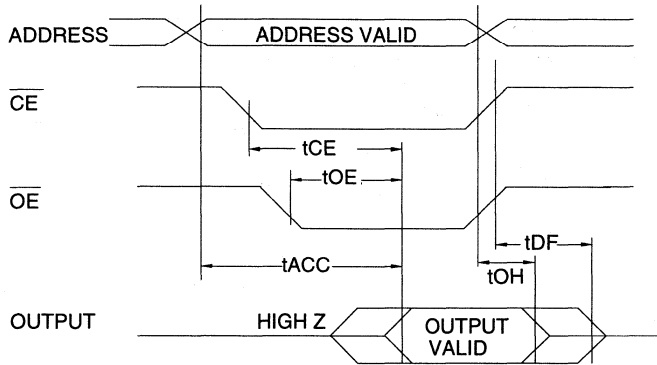 ADDRESS
ADDRESS VALID
CE
tCE
tOE
OE
tDF
tACC
tOH
OUTPUT
HIGH Z
OUTPUT
VALID